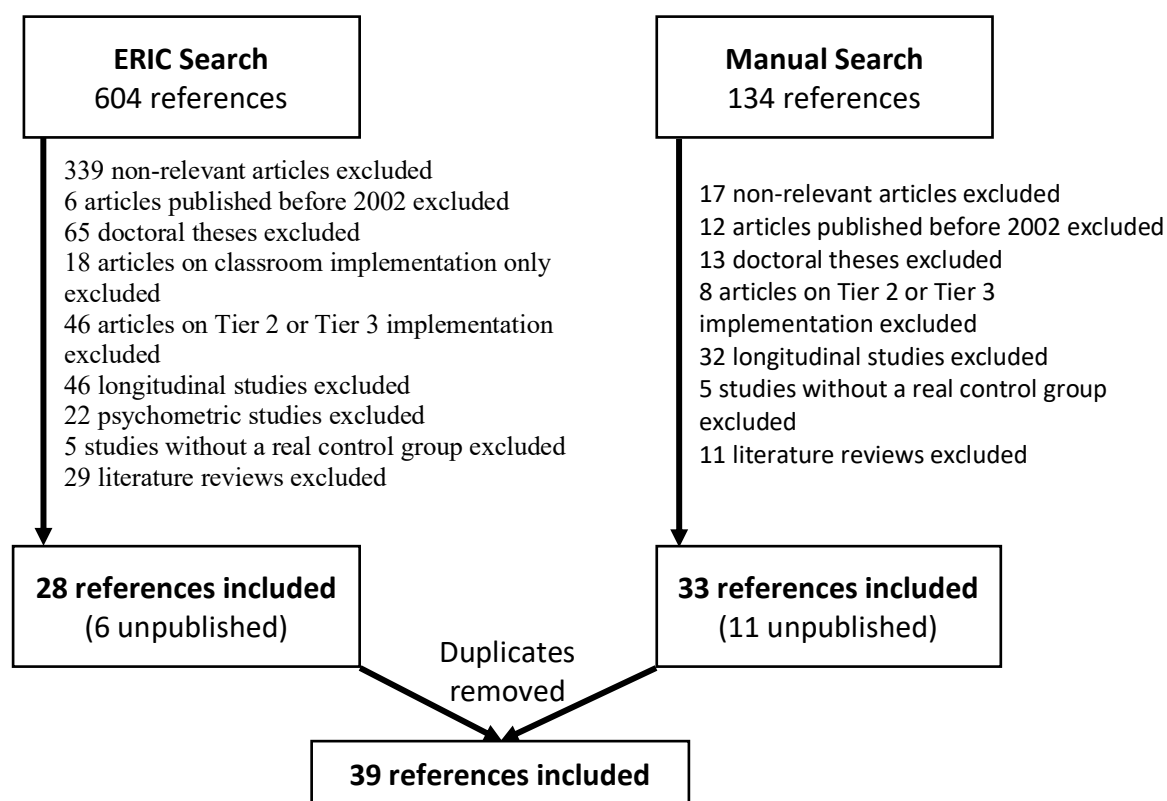 ERIC Search
604 references
339 non-relevant articles excluded
6 articles published before 2002 excluded
65 doctoral theses excluded
18 articles on classroom implementation only
excluded
46 articles on Tier 2 or Tier 3 implementation
excluded
46 longitudinal studies excluded
22 psychometric studies excluded
5 studies without a real control group excluded
29 literature reviews excluded
28 references included
(6 unpublished)
Manual Search
134 references
17 non-relevant articles excluded
12 articles published before 2002 excluded
13 doctoral theses excluded
8 articles on Tier 2 or Tier 3
implementation excluded
32 longitudinal studies excluded
5 studies without a real control group
excluded
11 literature reviews excluded
33 references included
(11 unpublished)
Duplicates
removed
39 references included